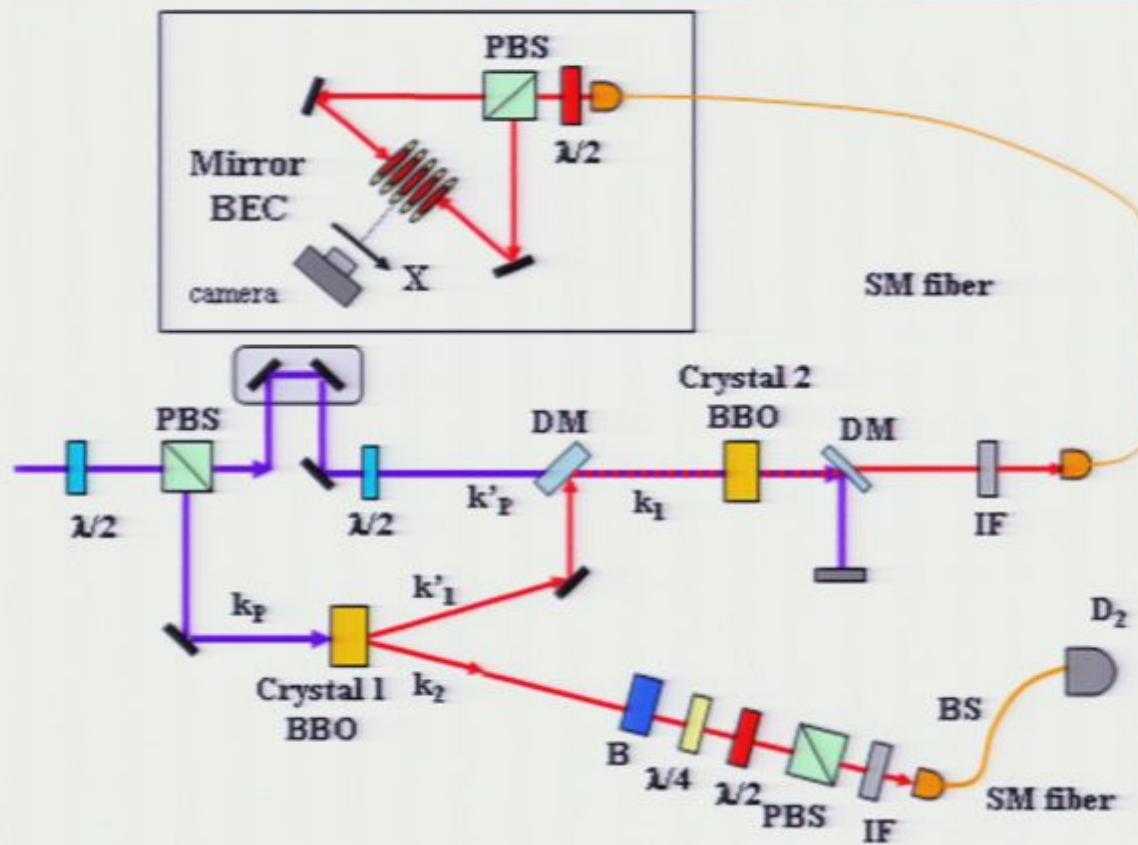 PBS
λ/2
Mirror
BEC
X
camera
SM fiber
Crystal 2
BBO
PBS
DM
DM
λ/2
λ/2
k'P
k1
IF
kP
k'1
D2
Crystal 1
BBO
k2
BS
B
λ/4
λ/2
PBS
IF
SM fiber